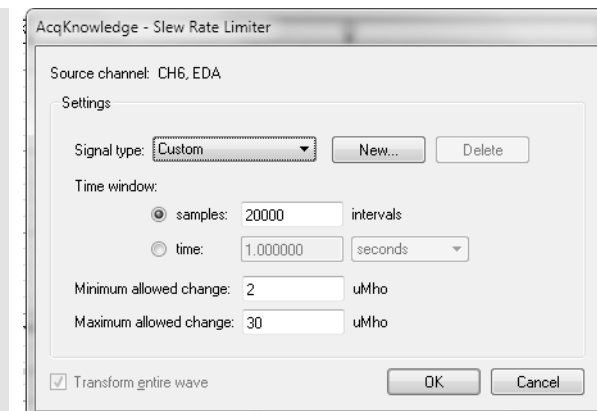 AcqKnowledge - Slew Rate Limiter
Source channel: CH6, EDA
Settings
Signal type: Custom New... Delete
Time window:
samples: 20000 intervals
time: 1.000000 seconds
Minimum allowed change: 2 uMho
Maximum allowed change: 30 uMho
Transform entire wave OK Cancel